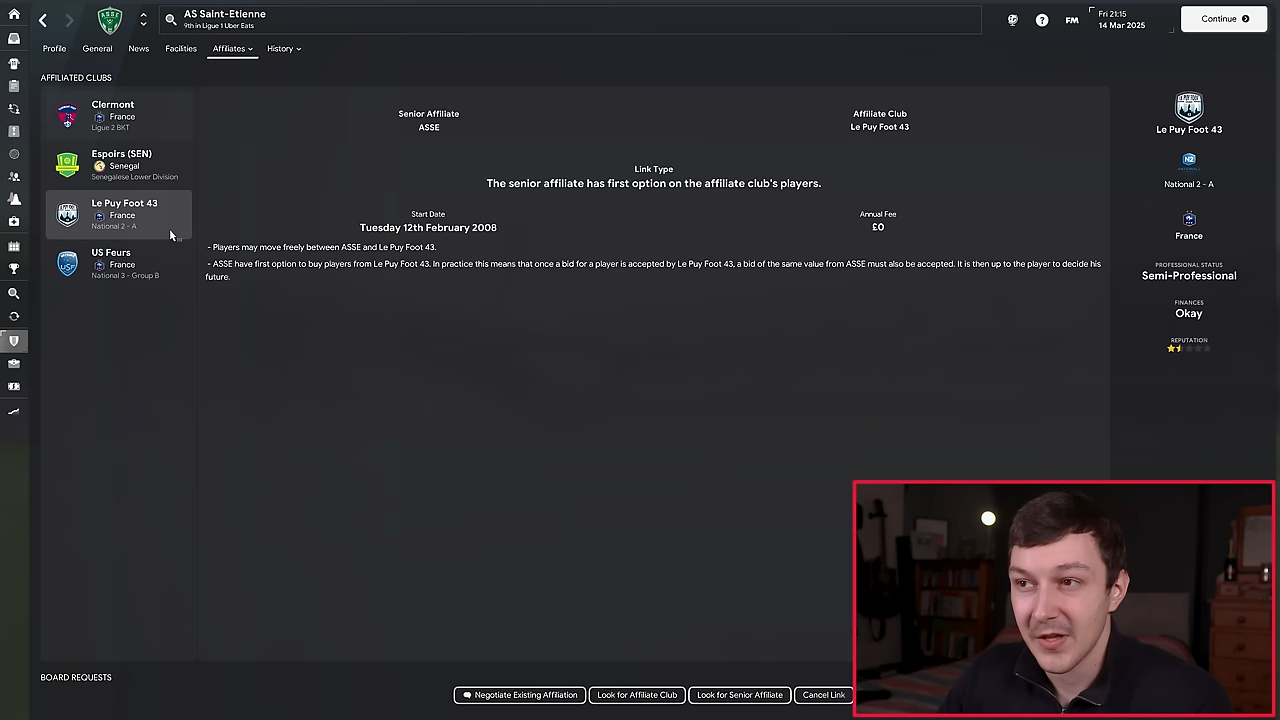 AS Saint-Etienne
9th in Ligue 1 Uber Eats
FM
Fri 21:15
14 Mar 2025
Continue
Profile
General
News
Facilities
Affiliates
History
AFFILIATED CLUBS
Clermont
France
Ligue 2 BKT
Espoirs (SEN)
Senegal
Senegalese Lower Division
Le Puy Foot 43
France
National 2 - A
US Feurs
France
National 3 - Group B
Senior Affiliate
ASSE
Affiliate Club
Le Puy Foot 43
Link Type
The senior affiliate has first option on the affiliate club's players.
Start Date
Tuesday 12th February 2008
Annual Fee
£0
- Players may move freely between ASSE and Le Puy Foot 43.
- ASSE have first option to buy players from Le Puy Foot 43. In practice this means that once a bid for a player is accepted by Le Puy Foot 43, a bid of the same value from ASSE must also be accepted. It is then up to the player to decide his
future.
Le Puy Foot 43
N2
National 2 - A
France
PROFESSIONAL STATUS
Semi-Professional
FINANCES
Okay
REPUTATION
BOARD REQUESTS
Negotiate Existing Affiliation
Look for Affiliate Club
Look for Senior Affiliate
Cancel Link